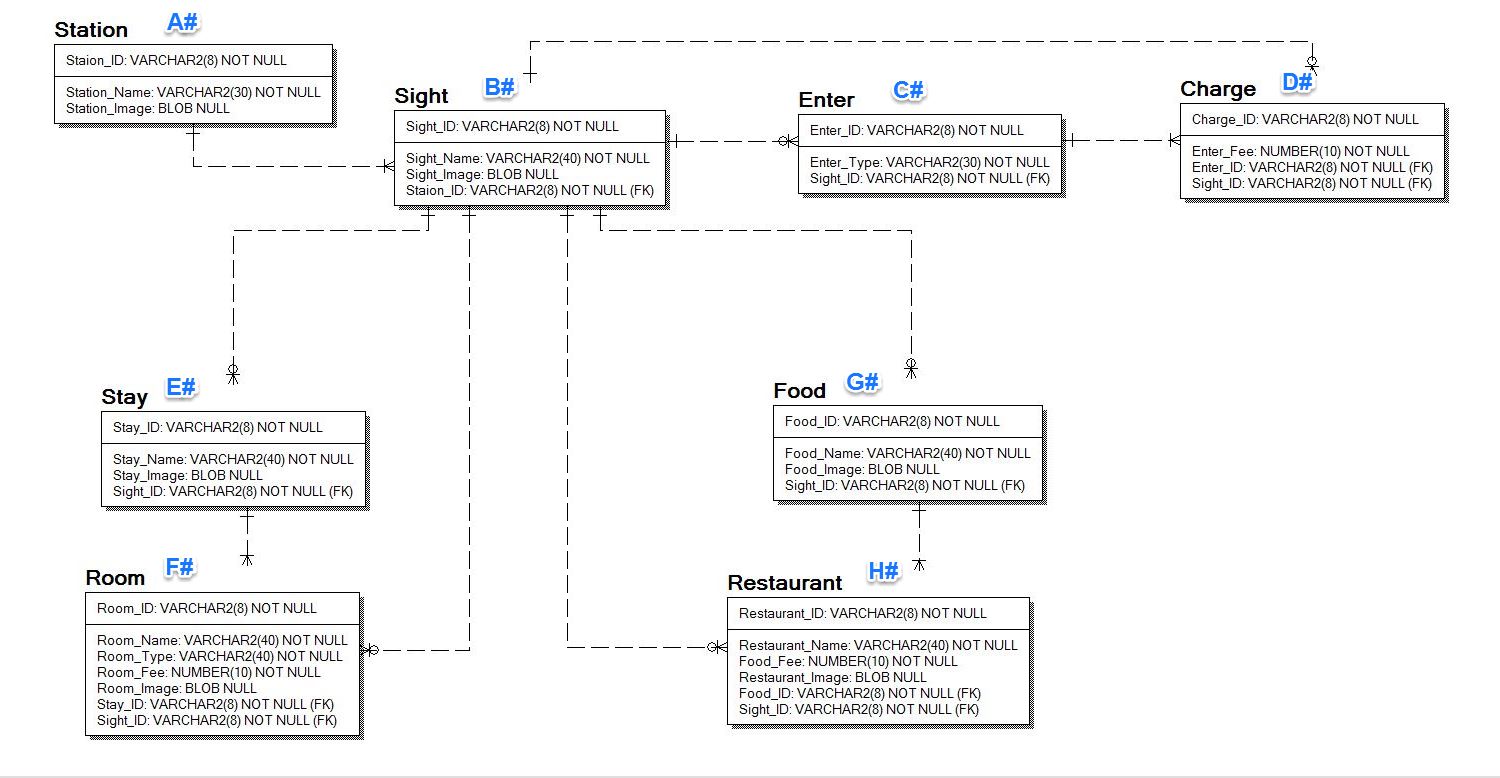 Station A#
Staion_ID: VARCHAR2(8) NOT NULL
Station_Name: VARCHAR2(30) NOT NULL
Station_Image: BLOB NULL
Sight B#
Sight_ID: VARCHAR2(8) NOT NULL
Sight_Name: VARCHAR2(40) NOT NULL
Sight_Image: BLOB NULL
Staion_ID: VARCHAR2(8) NOT NULL (FK)
Enter C#
Enter_ID: VARCHAR2(8) NOT NULL
Enter_Type: VARCHAR2(30) NOT NULL
Sight_ID: VARCHAR2(8) NOT NULL (FK)
Charge D#
Charge_ID: VARCHAR2(8) NOT NULL
Enter_Fee: NUMBER(10) NOT NULL
Enter_ID: VARCHAR2(8) NOT NULL (FK)
Sight_ID: VARCHAR2(8) NOT NULL (FK)
Stay E#
Stay_ID: VARCHAR2(8) NOT NULL
Stay_Name: VARCHAR2(40) NOT NULL
Stay_Image: BLOB NULL
Sight_ID: VARCHAR2(8) NOT NULL (FK)
Food G#
Food_ID: VARCHAR2(8) NOT NULL
Food_Name: VARCHAR2(40) NOT NULL
Food_Image: BLOB NULL
Sight_ID: VARCHAR2(8) NOT NULL (FK)
Room F#
Room_ID: VARCHAR2(8) NOT NULL
Room_Name: VARCHAR2(40) NOT NULL
Room_Type: VARCHAR2(40) NOT NULL
Room_Fee: NUMBER(10) NOT NULL
Room_Image: BLOB NULL
Stay_ID: VARCHAR2(8) NOT NULL (FK)
Sight_ID: VARCHAR2(8) NOT NULL (FK)
Restaurant H#
Restaurant_ID: VARCHAR2(8) NOT NULL
Restaurant_Name: VARCHAR2(40) NOT NULL
Food_Fee: NUMBER(10) NOT NULL
Restaurant_Image: BLOB NULL
Food_ID: VARCHAR2(8) NOT NULL (FK)
Sight_ID: VARCHAR2(8) NOT NULL (FK)